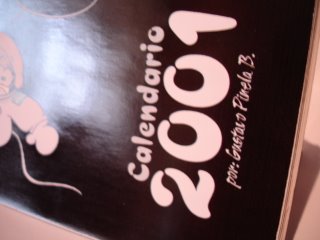 Calendario
2001
por: Gustavo Pinela B.